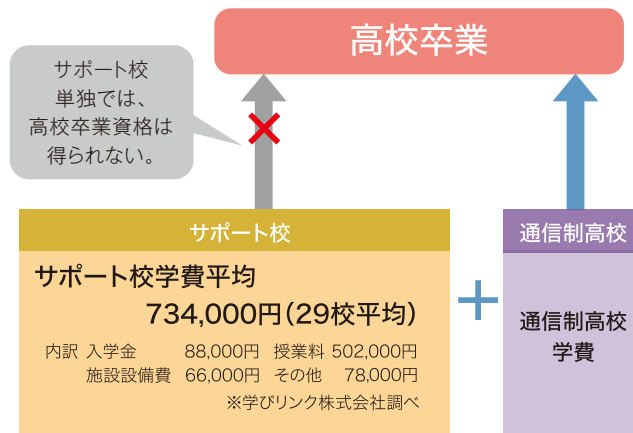 高校卒業
サポート校
単独では、
高校卒業資格は
得られない。
サポート校
サポート校学費平均
734,000円（29校平均）
内訳 入学金 88,000円 授業料 502,000円
施設設備費 66,000円 その他 78,000円
※学びリンク株式会社調べ
+
通信制高校
通信制高校
学費